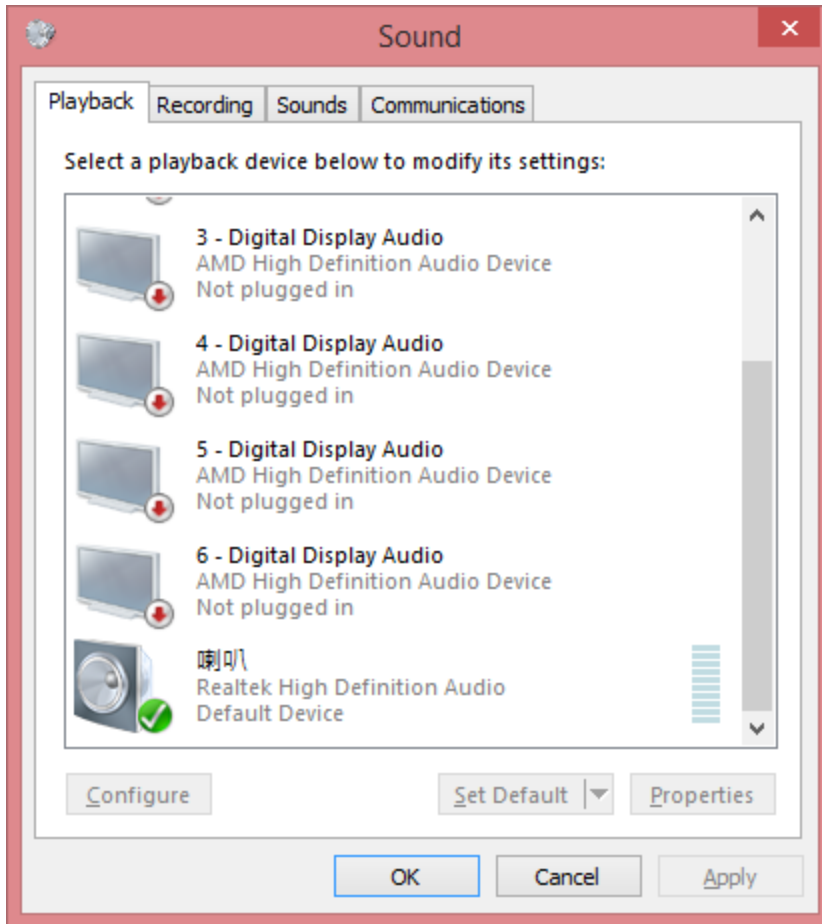 Sound
Playback
Recording
Sounds
Communications
Select a playback device below to modify its settings:
3 - Digital Display Audio
AMD High Definition Audio Device
Not plugged in
4 - Digital Display Audio
AMD High Definition Audio Device
Not plugged in
5 - Digital Display Audio
AMD High Definition Audio Device
Not plugged in
6 - Digital Display Audio
AMD High Definition Audio Device
Not plugged in
喇叭
Realtek High Definition Audio
Default Device
Configure
Set Default
Properties
OK
Cancel
Apply